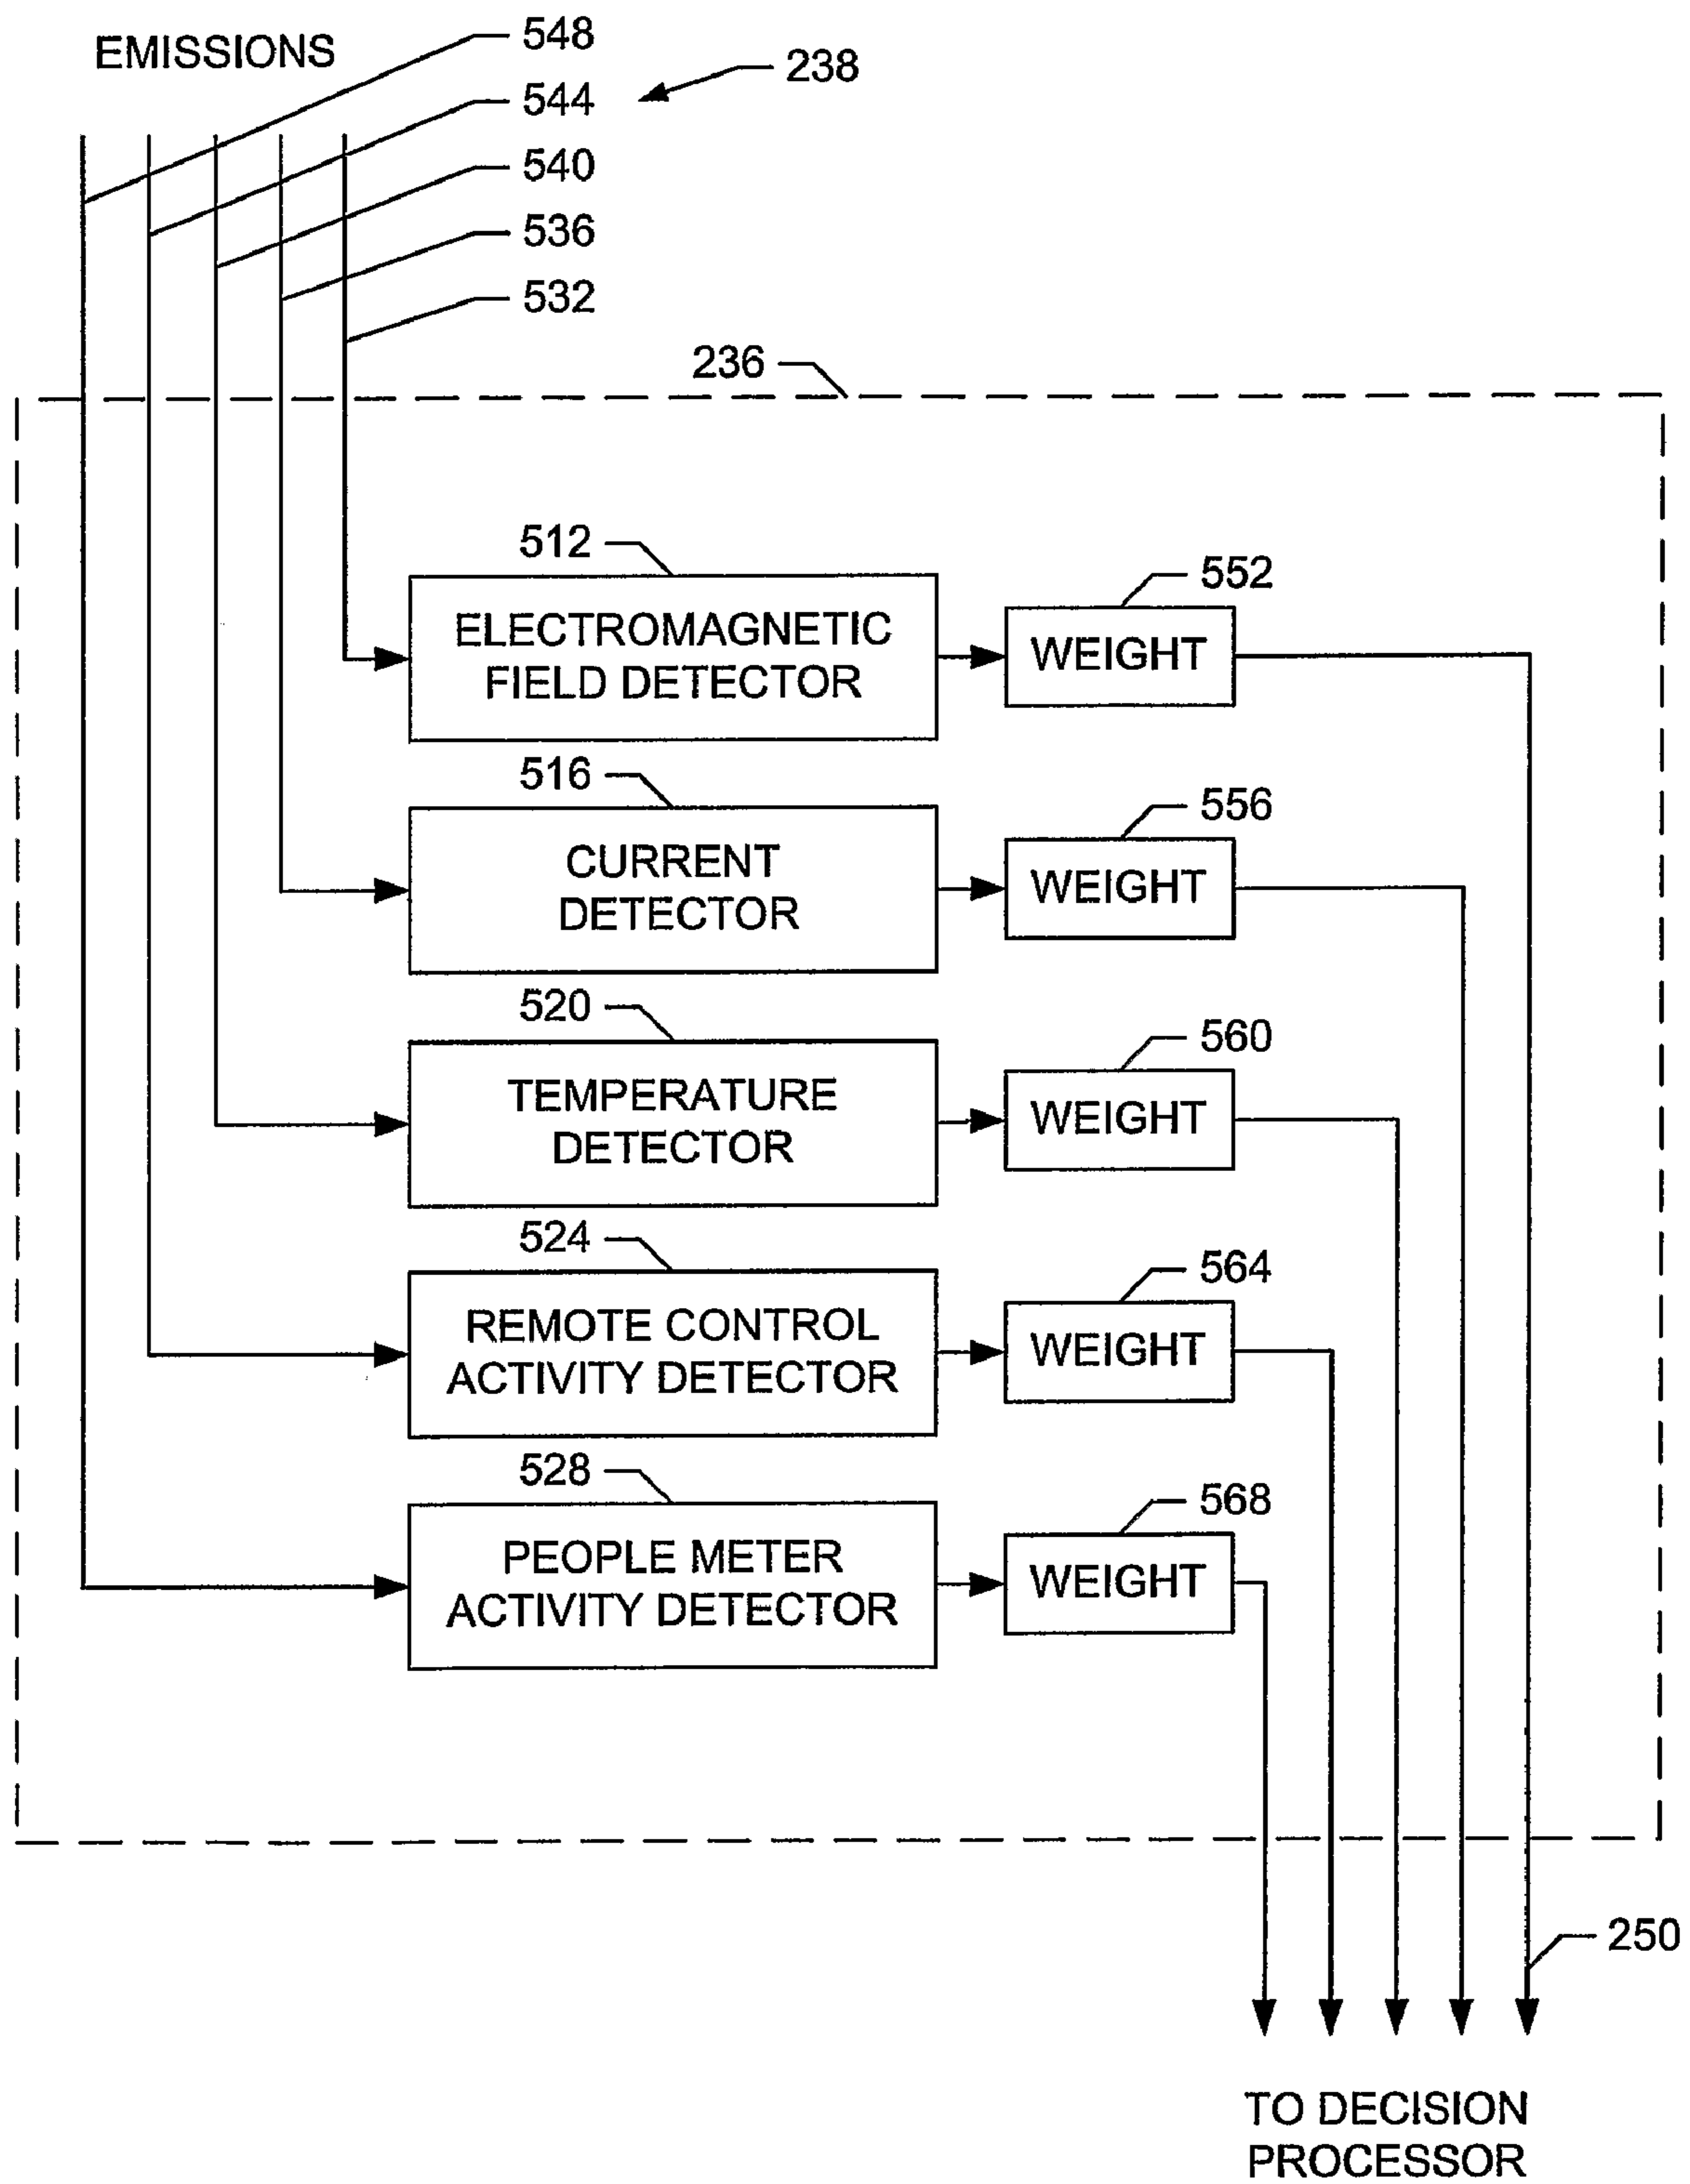 EMISSIONS
548
544
238
540
536
532
236
512
ELECTROMAGNETIC
FIELD DETECTOR
552
WEIGHT
516
CURRENT
DETECTOR
556
WEIGHT
520
TEMPERATURE
DETECTOR
560
WEIGHT
524
REMOTE CONTROL
ACTIVITY DETECTOR
564
WEIGHT
528
PEOPLE METER
ACTIVITY DETECTOR
568
WEIGHT
250
TO DECISION
PROCESSOR